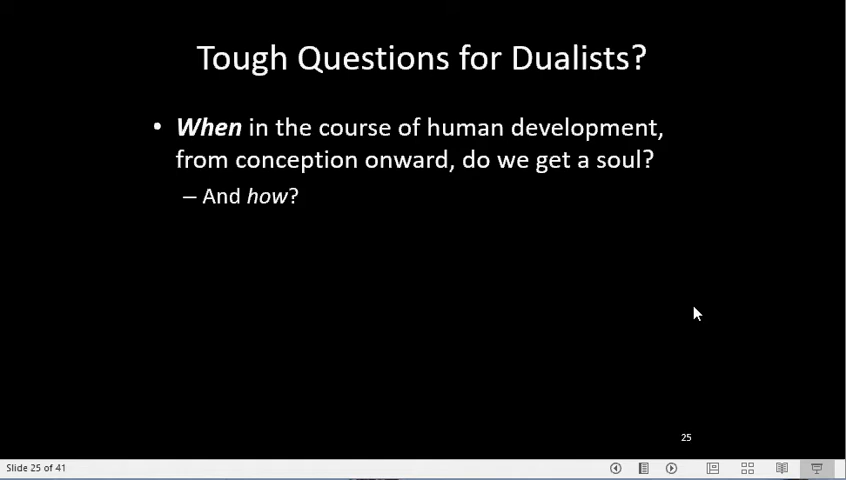 Tough Questions for Dualists?
• When in the course of human development,
from conception onward, do we get a soul?
– And how?
25
Slide 25 of 41